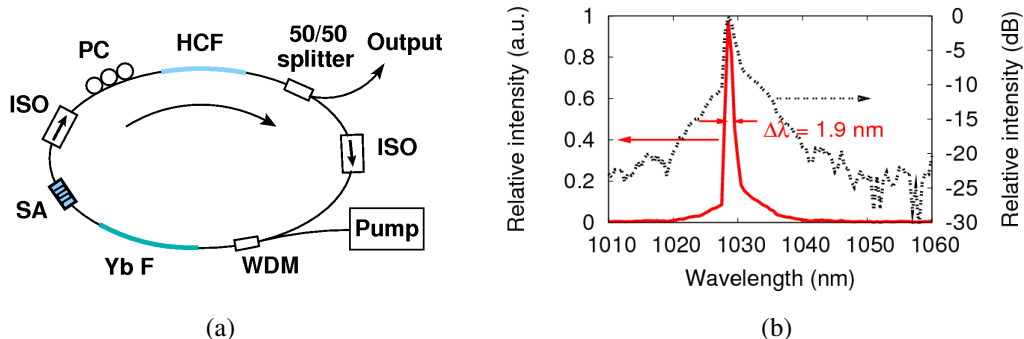 PC
HCF
50/50
splitter
Output
ISO
ISO
SA
Yb F
WDM
Pump
(a)
Relative intensity (a.u.)
1
0.8
0.6
0.4
0.2
0
Δλ = 1.9 nm
0
-5
-10
-15
-20
-25
-30
Relative intensity (dB)
1010 1020 1030 1040 1050 1060
Wavelength (nm)
(b)